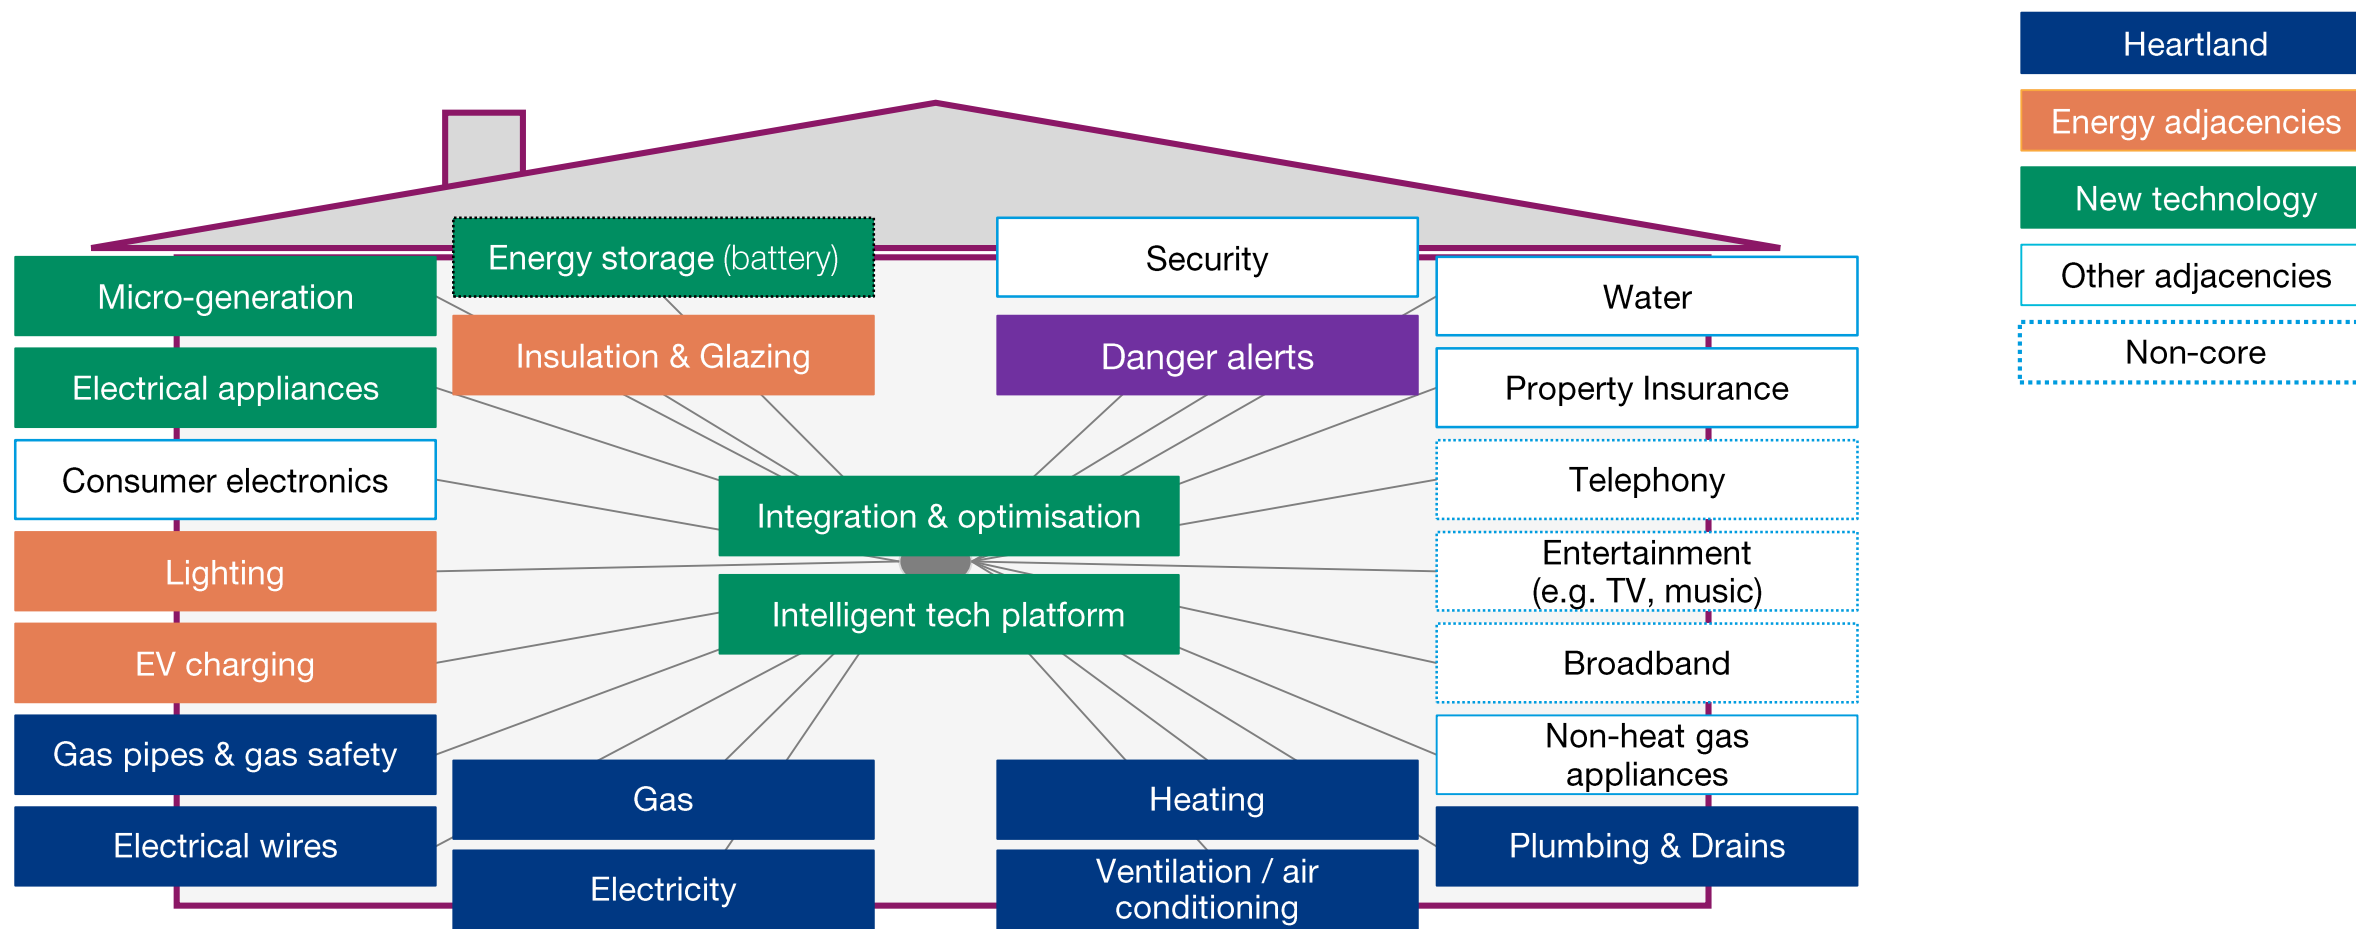 Heartland
Energy adjacencies
New technology
Other adjacencies
Non-core
Energy storage (battery)
Security
Micro-generation
Water
Insulation & Glazing
Danger alerts
Electrical appliances
Property Insurance
Consumer electronics
Telephony
Integration & optimisation
Lighting
Entertainment
(e.g. TV, music)
Intelligent tech platform
EV charging
Broadband
Gas pipes & gas safety
Non-heat gas
appliances
Gas
Heating
Electrical wires
Plumbing & Drains
Electricity
Ventilation / air
conditioning